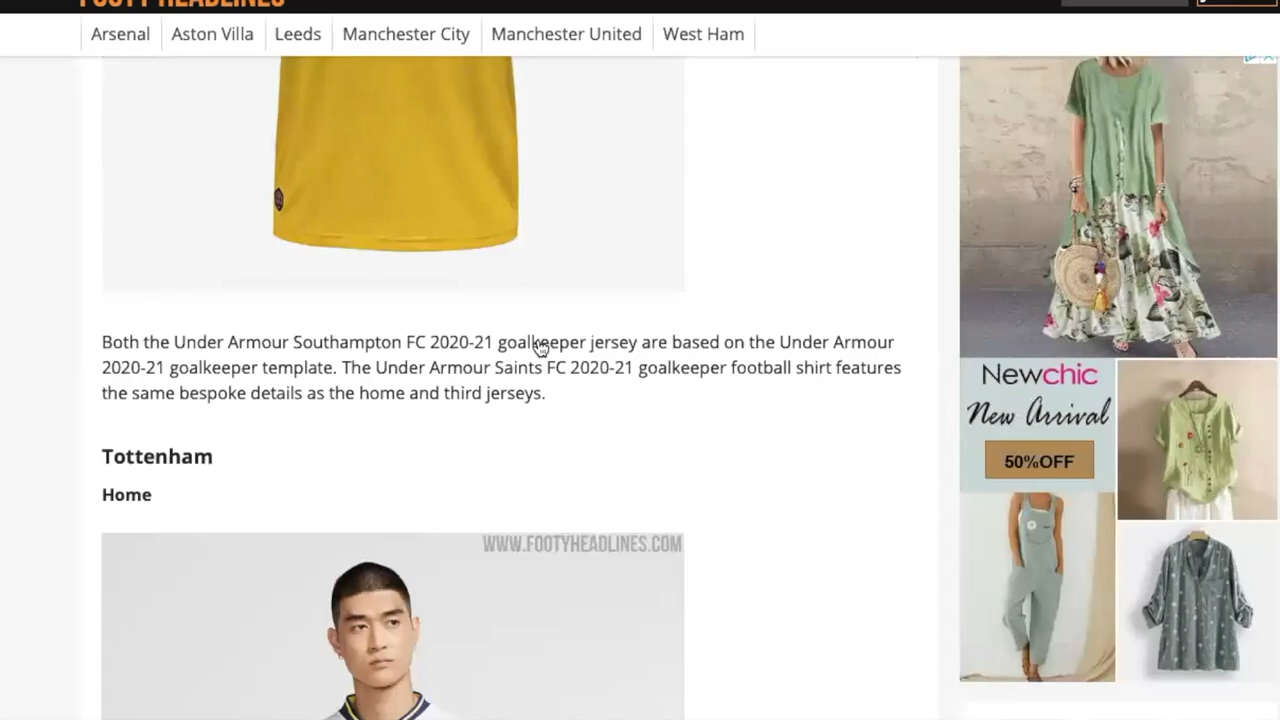 FOOTY HEADLINES
Arsenal
Aston Villa
Leeds
Manchester City
Manchester United
West Ham
Both the Under Armour Southampton FC 2020-21 goalkeeper jersey are based on the Under Armour
2020-21 goalkeeper template. The Under Armour Saints FC 2020-21 goalkeeper football shirt features
the same bespoke details as the home and third jerseys.
Tottenham
Home
WWW.FOOTYHEADLINES.COM
Newchic
New Arrival
50%OFF